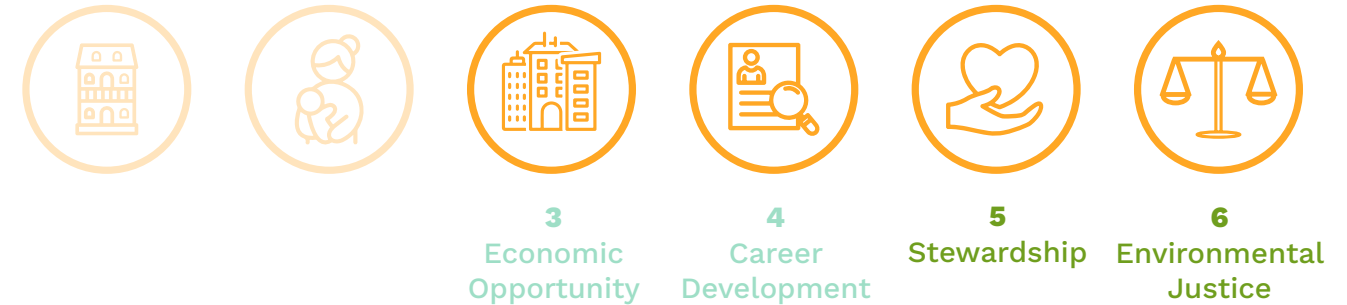 3
Economic
Opportunity
4
Career
Development
5
Stewardship
6
Environmental
Justice